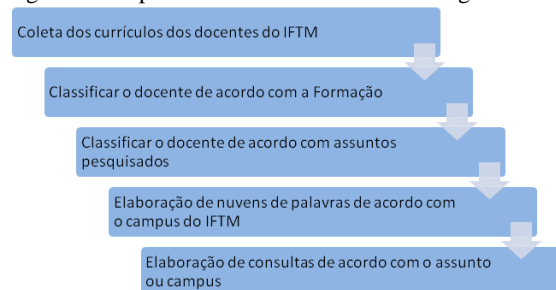 Coleta dos currículos dos docentes do IFTM
Classificar o docente de acordo com a Formação
Classificar o docente de acordo com assuntos
pesquisados
Elaboração de nuvens de palavras de acordo com
o campus do IFTM
Elaboração de consultas de acordo com o assunto
ou campus